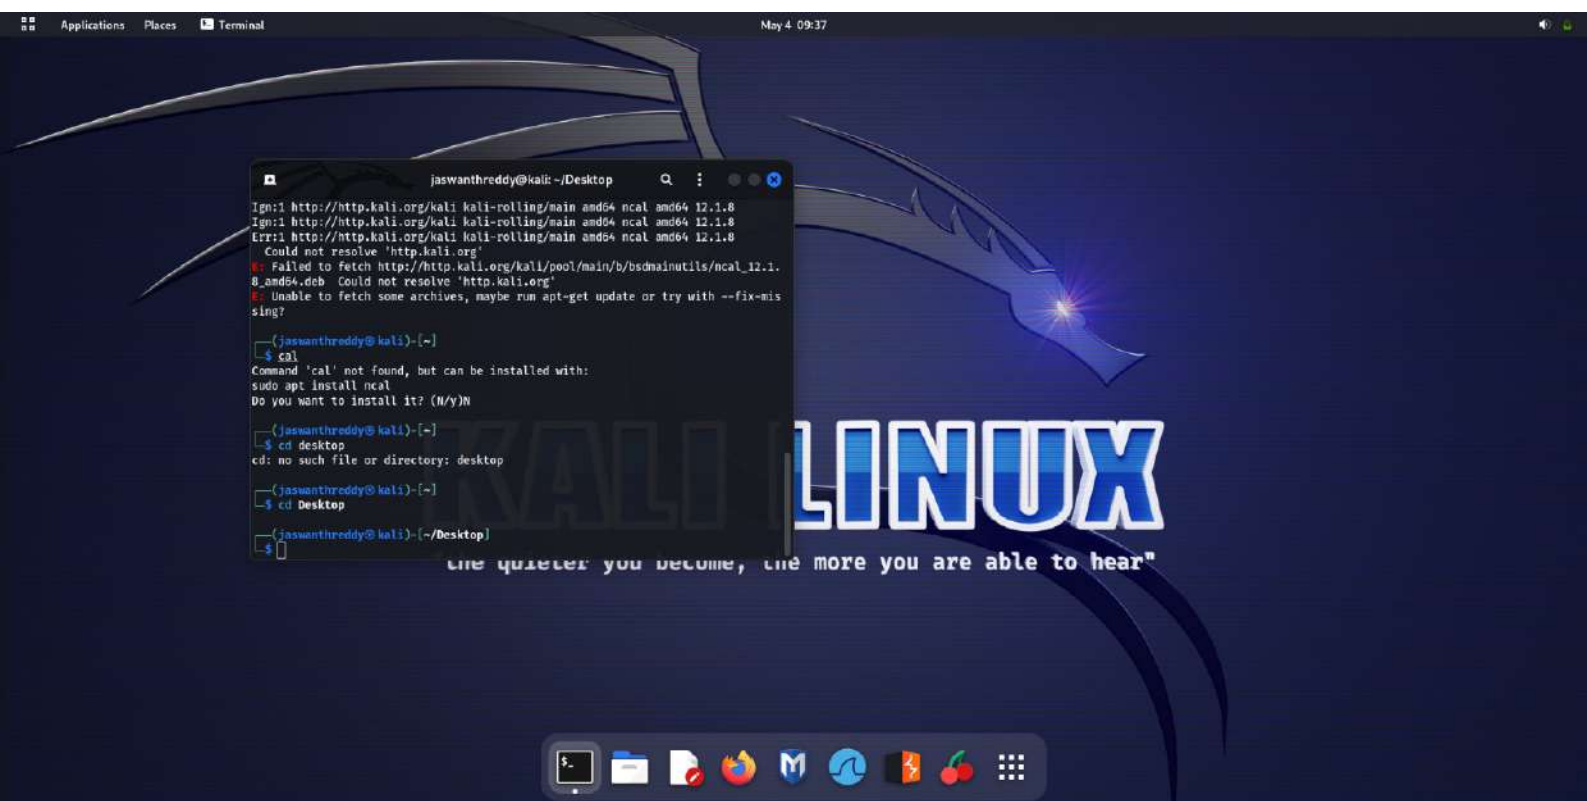 Applications Places Terminal May 4 09:37
jaswanthreddy@kali: ~/Desktop
Ign:1 http://http.kali.org/kali kali-rolling/main amd64 ncal amd64 12.1.8
Ign:1 http://http.kali.org/kali kali-rolling/main amd64 ncal amd64 12.1.8
Err:1 http://http.kali.org/kali kali-rolling/main amd64 ncal amd64 12.1.8
Could not resolve 'http.kali.org'
E: Failed to fetch http://http.kali.org/kali/pool/main/b/bsdmainutils/ncal_12.1.
8_amd64.deb Could not resolve 'http.kali.org'
E: Unable to fetch some archives, maybe run apt-get update or try with --fix-mis
sing?
┌──(jaswanthreddy㉿kali)-[~]
└─$ cal
Command 'cal' not found, but can be installed with:
sudo apt install ncal
Do you want to install it? (N/y)N
┌──(jaswanthreddy㉿kali)-[~]
└─$ cd desktop
cd: no such file or directory: desktop
┌──(jaswanthreddy㉿kali)-[~]
└─$ cd Desktop
┌──(jaswanthreddy㉿kali)-[~/Desktop]
└─$
KALI LINUX
"the quieter you become, the more you are able to hear"
$_